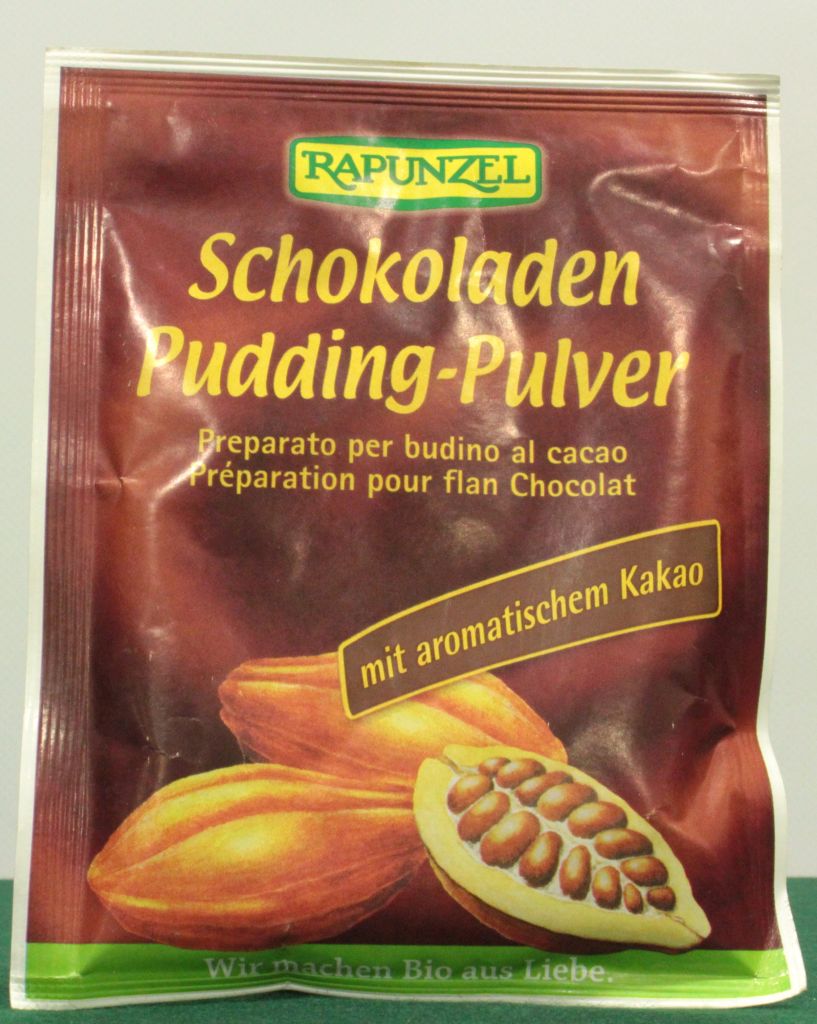 RAPUNZEL
Schokoladen
Pudding-Pulver
Preparato per budino al cacao
Préparation pour flan Chocolat
mit aromatischem Kakao
Wir machen Bio aus Liebe.